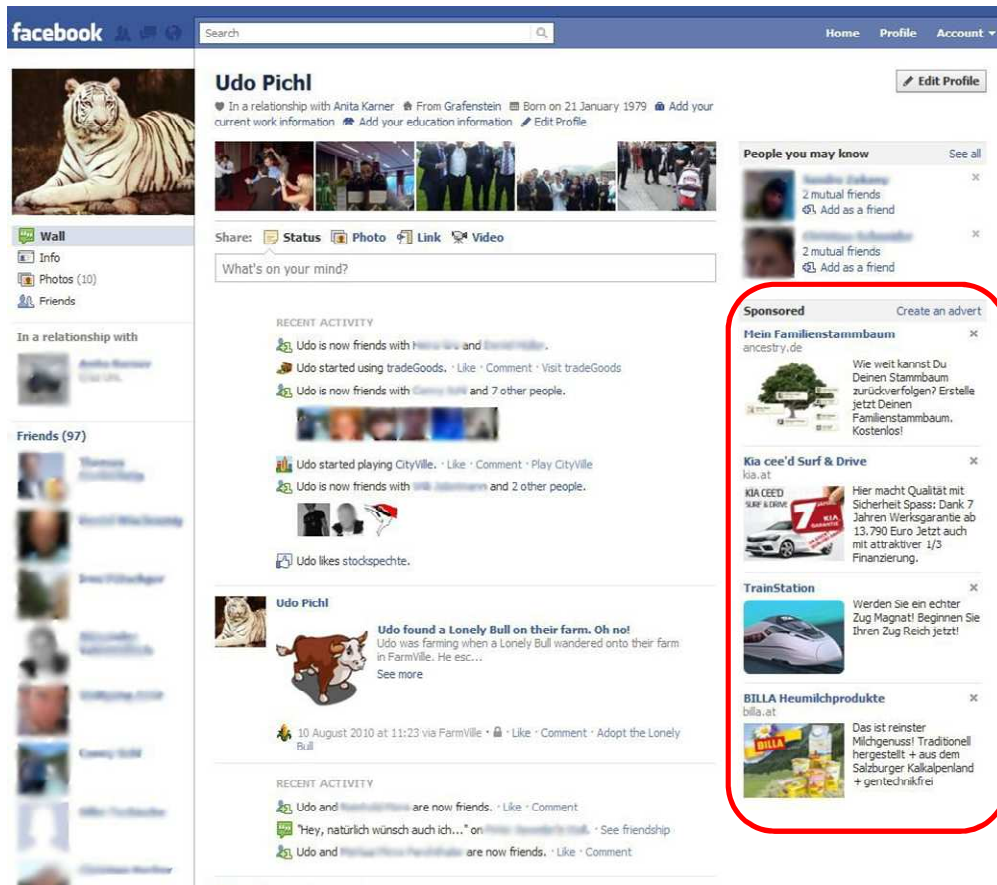 facebook
Search
Home Profile Account
Udo Pichl
Edit Profile
In a relationship with Anita Karner From Grafenstein Born on 21 January 1979 Add your
current work information Add your education information Edit Profile
Wall
Info
Photos (10)
Friends
In a relationship with
Friends (97)
Share: Status Photo Link Video
What's on your mind?
RECENT ACTIVITY
Udo is now friends with and .
Udo started using tradeGoods. · Like · Comment · Visit tradeGoods
Udo is now friends with and 7 other people.
Udo started playing CityVille. · Like · Comment · Play CityVille
Udo is now friends with and 2 other people.
Udo likes stockspechte.
Udo Pichl
Udo found a Lonely Bull on their farm. Oh no!
Udo was farming when a Lonely Bull wandered onto their farm
in FarmVille. He esc...
See more
10 August 2010 at 11:23 via FarmVille · Like · Comment · Adopt the Lonely
Bull
RECENT ACTIVITY
Udo and are now friends. · Like · Comment
"Hey, natürlich wünsch auch ich..." on · See friendship
Udo and are now friends. · Like · Comment
People you may know See all
2 mutual friends
Add as a friend
2 mutual friends
Add as a friend
Sponsored Create an advert
Mein Familienstammbaum
ancestry.de
Wie weit kannst Du
Deinen Stammbaum
zurückverfolgen? Erstelle
jetzt Deinen
Familienstammbaum.
Kostenlos!
Kia cee'd Surf & Drive
kia.at
KIA CEE'D
SURF & DRIVE
7
KIA
GARANTIE
Hier macht Qualität mit
Sicherheit Spass: Dank 7
Jahren Werksgarantie ab
13.790 Euro Jetzt auch
mit attraktiver 1/3
Finanzierung.
TrainStation
Werden Sie ein echter
Zug Magnat! Beginnen Sie
Ihren Zug Reich jetzt!
BILLA Heumilchprodukte
billa.at
BILLA
Das ist reinster
Milchgenuss! Traditionell
hergestellt + aus dem
Salzburger Kalkalpenland
+ gentechnikfrei